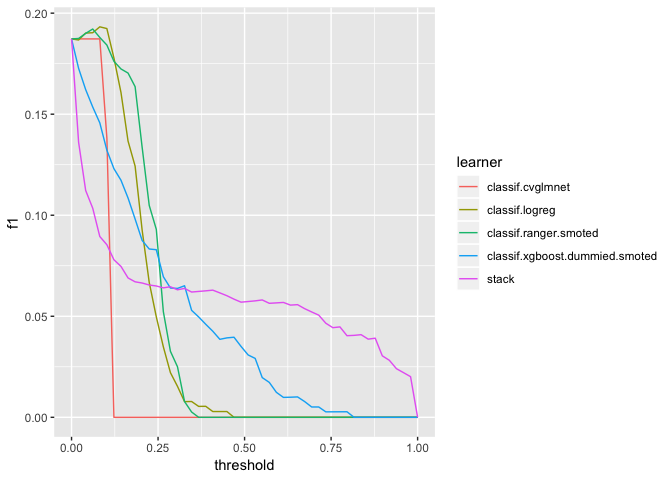 0.20
0.15
0.10
0.05
0.00
f1
0.00
0.25
0.50
0.75
1.00
threshold
learner
classif.cvglmnet
classif.logreg
classif.ranger.smoted
classif.xgboost.dummied.smoted
stack